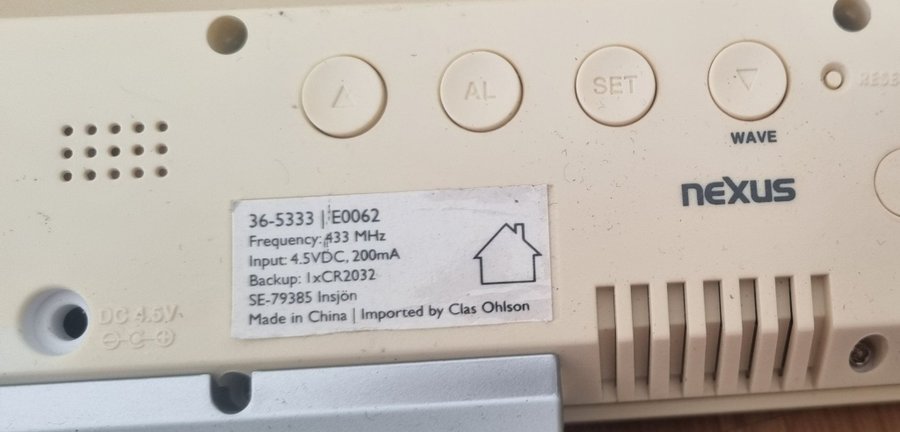 AL
SET
RESE
WAVE
nexus
36-5333 | E0062
Frequency: 433 MHz
Input: 4.5VDC, 200mA
Backup: 1xCR2032
SE-79385 Insjön
Made in China | Imported by Clas Ohlson
DC 4.5V